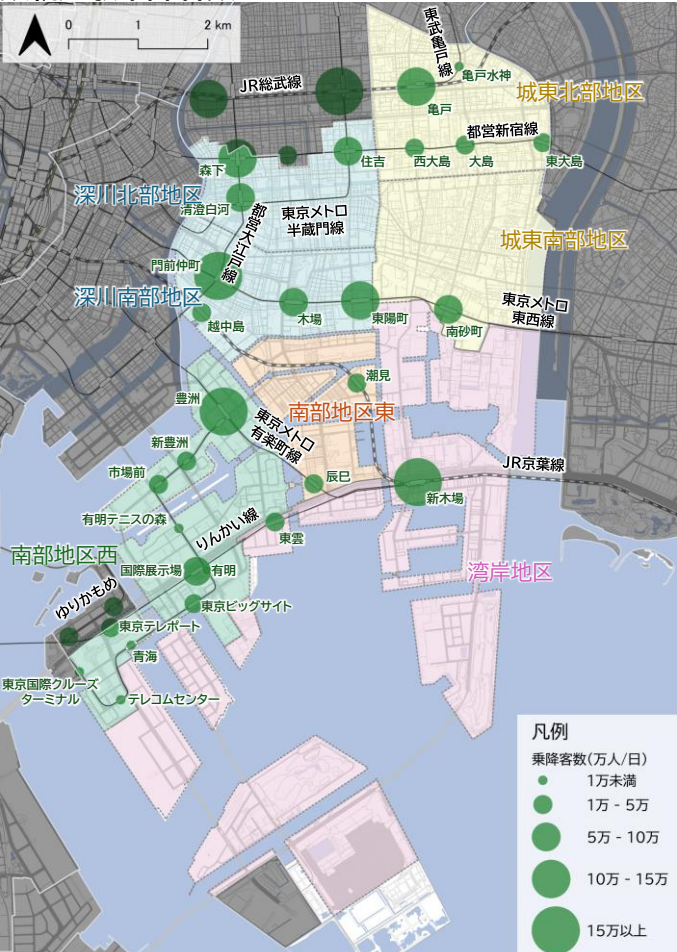 0 1 2 km
東武亀戸線
亀戸水神
JR総武線
亀戸
城東北部地区
都営新宿線
森下
住吉
西大島
大島
東大島
深川北部地区
清澄白河
東京メトロ
半蔵門線
都営大江戸線
城東南部地区
門前仲町
深川南部地区
越中島
木場
東陽町
南砂町
東京メトロ
東西線
潮見
豊洲
南部地区東
東京メトロ
有楽町線
新豊洲
市場前
辰巳
JR京葉線
新木場
有明テニスの森
りんかい線
東雲
南部地区西
国際展示場
有明
湾岸地区
ゆりかもめ
東京ビッグサイト
東京テレポート
青海
東京国際クルーズ
ターミナル
テレコムセンター
凡例
乗降客数(万人/日)
1万未満
1万 - 5万
5万 - 10万
10万 - 15万
15万以上